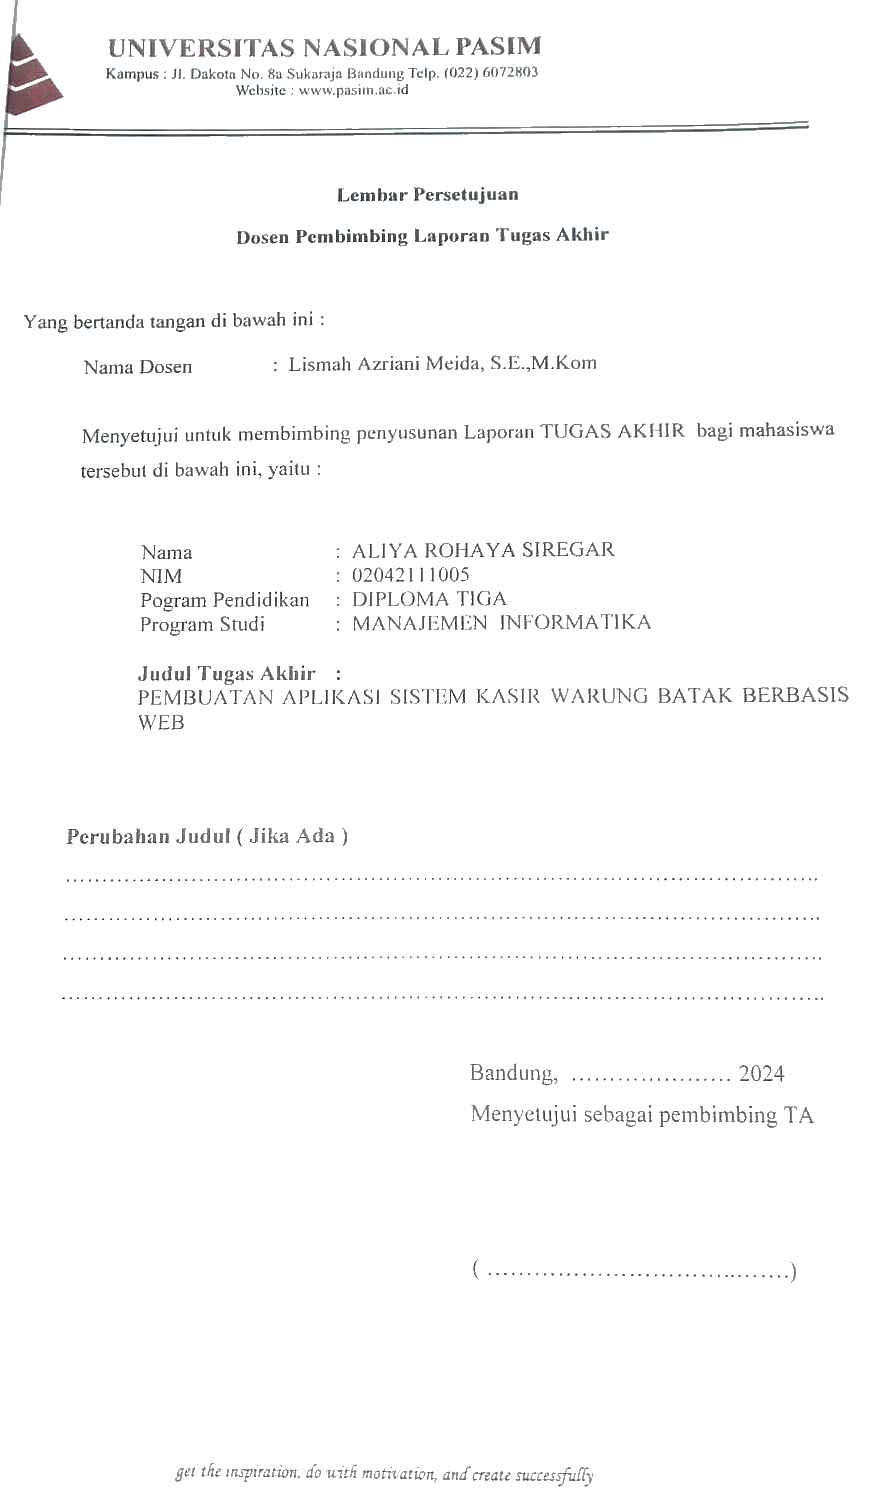 UNIVERSITAS NASIONAL PASIM
Kampus : Jl. Dakota No. 8a Sukaraja Bandung Telp. (022) 6072803
Website : www.pasim.ac.id
Lembar Persetujuan
Dosen Pembimbing Laporan Tugas Akhir
Yang bertanda tangan di bawah ini :
Nama Dosen : Lismah Azriani Meida, S.E.,M.Kom
Menyetujui untuk membimbing penyusunan Laporan TUGAS AKHIR bagi mahasiswa
tersebut di bawah ini, yaitu :
Nama : ALIYA ROHAYA SIREGAR
NIM : 02042111005
Pogram Pendidikan : DIPLOMA TIGA
Program Studi : MANAJEMEN INFORMATIKA
Judul Tugas Akhir :
PEMBUATAN APLIKASI SISTEM KASIR WARUNG BATAK BERBASIS
WEB
Perubahan Judul ( Jika Ada )
....................................................................................................
....................................................................................................
....................................................................................................
....................................................................................................
Bandung, ..................... 2024
Menyetujui sebagai pembimbing TA
( ........................................)
get the inspiration, do with motivation, and create successfully